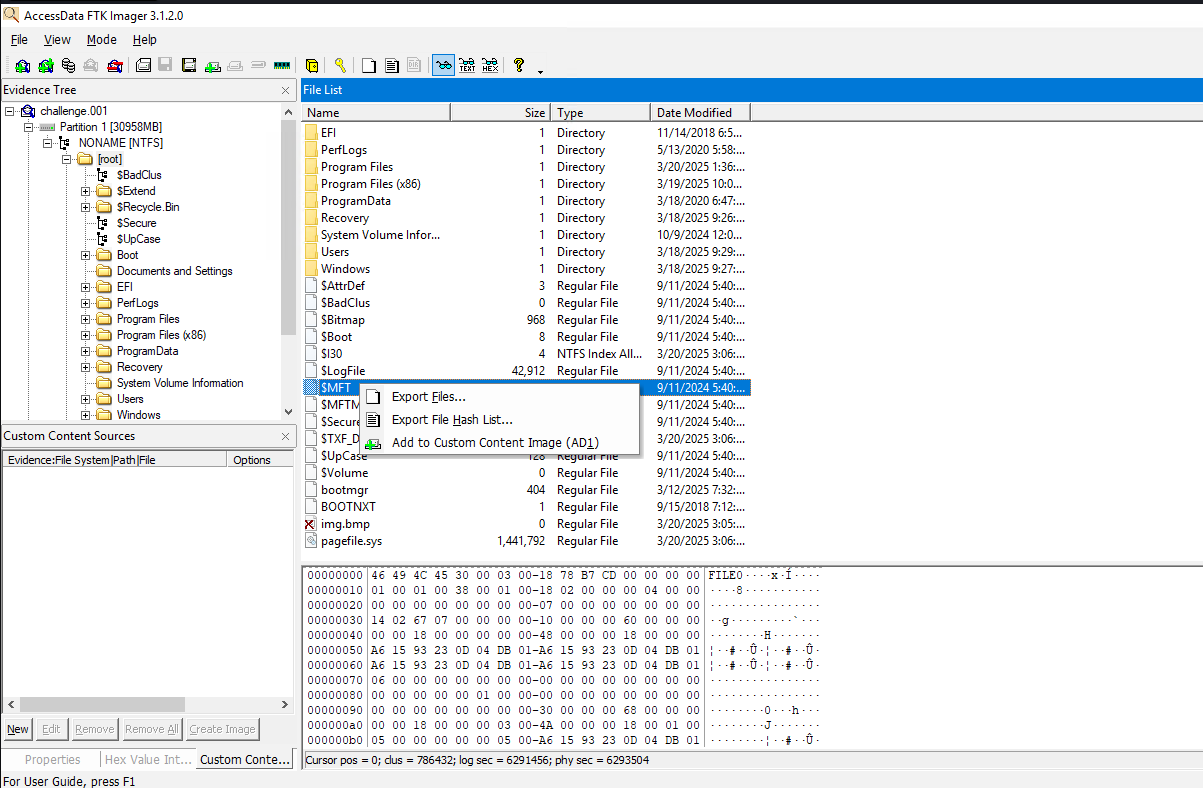 AccessData FTK Imager 3.1.2.0
File View Mode Help
TEXT HEX
Evidence Tree
challenge.001
Partition 1 [30958MB]
NONAME [NTFS]
[root]
$BadClus
$Extend
$Recycle.Bin
$Secure
$UpCase
Boot
Documents and Settings
EFI
PerfLogs
Program Files
Program Files (x86)
ProgramData
Recovery
System Volume Information
Users
Windows
Custom Content Sources
Evidence:File System|Path|File Options
New Edit Remove Remove All Create Image
Properties Hex Value Int... Custom Conte...
File List
Name Size Type Date Modified
EFI 1 Directory 11/14/2018 6:5...
PerfLogs 1 Directory 5/13/2020 5:58:...
Program Files 1 Directory 3/20/2025 1:36:...
Program Files (x86) 1 Directory 3/19/2025 10:0...
ProgramData 1 Directory 3/18/2020 6:47:...
Recovery 1 Directory 3/18/2025 9:26:...
System Volume Infor... 1 Directory 10/9/2024 12:0...
Users 1 Directory 3/18/2025 9:29:...
Windows 1 Directory 3/18/2025 9:27:...
$AttrDef 3 Regular File 9/11/2024 5:40:...
$BadClus 0 Regular File 9/11/2024 5:40:...
$Bitmap 968 Regular File 9/11/2024 5:40:...
$Boot 8 Regular File 9/11/2024 5:40:...
$I30 4 NTFS Index All... 3/20/2025 3:06:...
$LogFile 42,912 Regular File 9/11/2024 5:40:...
$MFT 9/11/2024 5:40:...
$MFTM 9/11/2024 5:40:...
$Secure 9/11/2024 5:40:...
$TXF_D 3/20/2025 3:06:...
$UpCase 128 Regular File 9/11/2024 5:40:...
$Volume 0 Regular File 9/11/2024 5:40:...
bootmgr 404 Regular File 3/12/2025 7:32:...
BOOTNXT 1 Regular File 9/15/2018 7:12:...
img.bmp 0 Regular File 3/20/2025 3:05:...
pagefile.sys 1,441,792 Regular File 3/20/2025 3:06:...
Export Files...
Export File Hash List...
Add to Custom Content Image (AD1)
00000000 46 49 4C 45 30 00 03 00-18 78 B7 CD 00 00 00 00 FILE0····x·Í····
00000010 01 00 01 00 38 00 01 00-18 02 00 00 00 04 00 00 ····8···········
00000020 00 00 00 00 00 00 00 00-07 00 00 00 00 00 00 00 ················
00000030 14 02 67 07 00 00 00 00-10 00 00 00 60 00 00 00 ··g·········`···
00000040 00 00 18 00 00 00 00 00-48 00 00 00 18 00 00 00 ········H·······
00000050 A6 15 93 23 0D 04 DB 01-A6 15 93 23 0D 04 DB 01 ¦··#··Û·¦··#··Û·
00000060 A6 15 93 23 0D 04 DB 01-A6 15 93 23 0D 04 DB 01 ¦··#··Û·¦··#··Û·
00000070 06 00 00 00 00 00 00 00-00 00 00 00 00 00 00 00 ················
00000080 00 00 00 00 00 01 00 00-00 00 00 00 00 00 00 00 ················
00000090 00 00 00 00 00 00 00 00-30 00 00 00 68 00 00 00 ········0···h···
000000a0 00 00 18 00 00 00 03 00-4A 00 00 00 18 00 01 00 ········J·······
000000b0 05 00 00 00 00 00 05 00-A6 15 93 23 0D 04 DB 01 ········¦··#··Û·
Cursor pos = 0; clus = 786432; log sec = 6291456; phy sec = 6293504
For User Guide, press F1